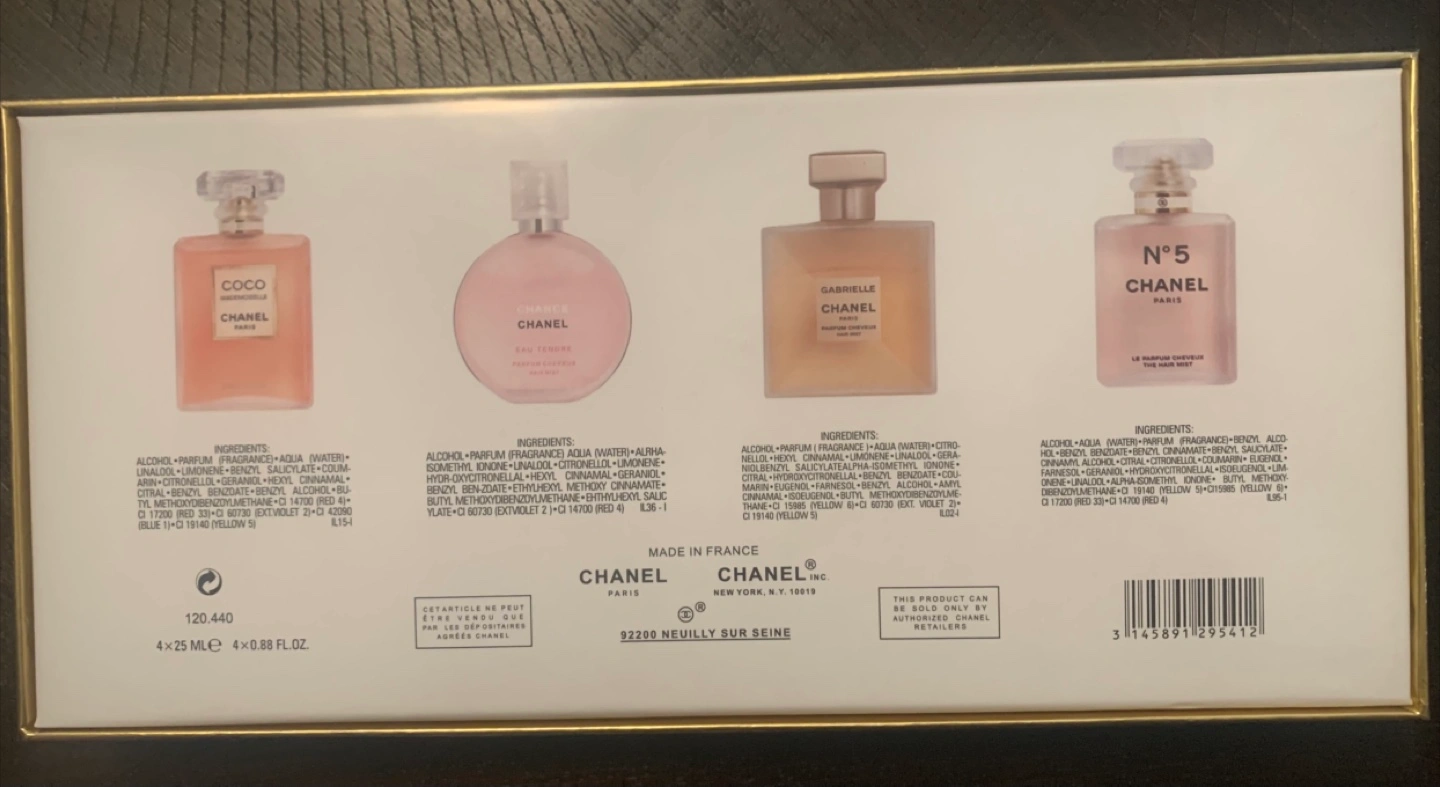 COCO
MADEMOISELLE
CHANEL
PARIS
CHANCE
CHANEL
EAU TENDRE
PARFUM CHEVEUX
HAIR MIST
GABRIELLE
CHANEL
PARIS
PARFUM CHEVEUX
HAIR MIST
N°5
CHANEL
PARIS
LE PARFUM CHEVEUX
THE HAIR MIST
INGREDIENTS:
ALCOHOL•PARFUM (FRAGRANCE)•AQUA (WATER)•
LINALOOL•LIMONENE•BENZYL SALICYLATE•COUM-
ARIN•CITRONELLOL•GERANIOL•HEXYL CINNAMAL•
CITRAL•BENZYL BENZOATE•BENZYL ALCOHOL•BU-
TYL METHOXYDIBENZOYLMETHANE•CI 14700 (RED 4)•
CI 17200 (RED 33)•CI 60730 (EXT.VIOLET 2)•CI 42090
(BLUE 1)•CI 19140 (YELLOW 5) IL15-I
INGREDIENTS:
ALCOHOL•PARFUM (FRAGRANCE) AQUA (WATER)•ALRHA-
ISOMETHYL IONONE•LINALOOL•CITRONELLOL•LIMONENE•
HYDR-OXYCITRONELLAL•HEXYL CINNAMAL•GERANIOL•
BENZYL BEN-ZOATE•ETHYLHEXYL METHOXY CINNAMATE•
BUTYL METHOXYDIBENZOYLMETHANE•EHTHYLHEXYL SALIC
YLATE•CI 60730 (EXTVIOLET 2 )•CI 14700 (RED 4) IL36 - I
INGREDIENTS:
ALCOHOL•PARFUM ( FRAGRANCE )•AQUA (WATER)•CITRO-
NELLOL•HEXYL CINNAMAL•LIMONENE•LINALOOL•GERA-
NIOLBENZYL SALICYLATEALPHA-ISOMETHYL IONONE•
CITRAL•HYDROXYCITRONELLAL•BENZYL BENZOATE•COU-
MARIN•EUGENOL•FARNESOL•BENZYL ALCOHOL•AMYL
CINNAMAL•ISOEUGENOL•BUTYL METHOXYDIBENZOYLME-
THANE•CI 15985 (YELLOW 6)•CI 60730 (EXT. VIOLET 2)•
CI 19140 (YELLOW 5) IL02-I
INGREDIENTS:
ALCOHOL•AQUA (WATER)•PARFUM (FRAGRANCE)•BENZYL ALCO-
HOL•BENZYL BENZOATE•BENZYL CINNAMATE•BENZYL SALICYLATE•
CINNAMYL ALCOHOL•CITRAL•CITRONELLOL•COUMARIN• EUGENOL•
FARNESOL•GERANIOL•HYDROXYCITRONELLAL•ISOEUGENOL•LIM-
ONENE•LINALOOL•ALPHA-ISOMETHYL IONONE• BUTYL METHOXY-
DIBENZOYLMETHANE•CI 19140 (YELLOW 5)•CI15985 (YELLOW 6)•
CI 17200 (RED 33)•CI 14700 (RED 4) IL95-I
120.440
4×25 ML℮ 4×0.88 FL.OZ.
CETARTICLE NE PEUT
ÊTRE VENDU QUE
PAR LES DÉPOSITAIRES
AGRÉÉS CHANEL
MADE IN FRANCE
CHANEL
PARIS
CHANEL® INC.
NEW YORK, N.Y. 10019
®
92200 NEUILLY SUR SEINE
THIS PRODUCT CAN
BE SOLD ONLY BY
AUTHORIZED CHANEL
RETAILERS
3 145891 295412